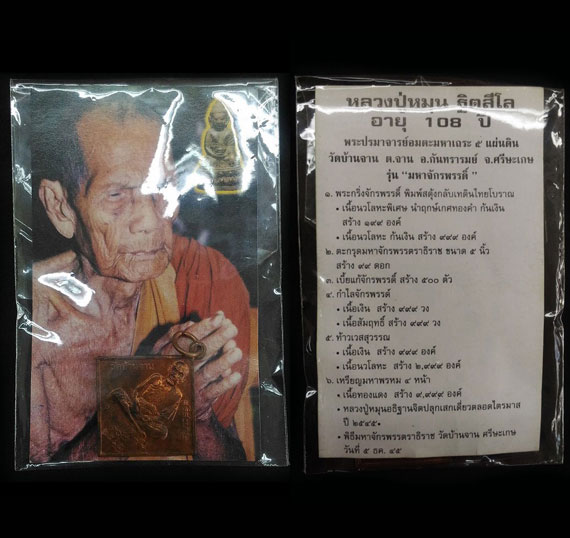 หลวงปู่หมุน ฐิตสีโล
อายุ 108 ปี
พระปรมาจารย์อมตะมหาเถระ ๕ แผ่นดิน
วัดบ้านจาน ต.จาน อ.กันทรารมย์ จ.ศรีษะเกษ
รุ่น "มหาจักรพรรดิ์"
๑. พระกริ่งจักรพรรดิ์ พิมพ์สตุ้งกลับเทดินไทยโบราณ
• เนื้อนวโลหะพิเศษ นำฤกษ์เกศทองคำ ก้นเงิน
สร้าง ๑๙๙ องค์
• เนื้อนวโลหะ ก้นเงิน สร้าง ๙๙๙ องค์
๒. ตะกรุดมหาจักรพรรดราธิราช ขนาด ๕ นิ้ว
สร้าง ๙๙ ดอก
๓. เบี้ยแก้จักรพรรดิ์ สร้าง ๕๐๐ ตัว
๔. กำไลจักรพรรดิ์
• เนื้อเงิน สร้าง ๙๙๙ วง
• เนื้อสัมฤทธิ์ สร้าง ๙๙๙ วง
๕. ท้าวเวสสุวรรณ
• เนื้อเงิน สร้าง ๙๙๙ องค์
• เนื้อนวโลหะ สร้าง ๒,๙๙๙ องค์
๖. เหรียญมหาพรหม ๔ หน้า
• เนื้อทองแดง สร้าง ๙,๙๙๙ องค์
• หลวงปู่หมุนอธิฐานจิตปลุกเสกเดี่ยวตลอดไตรมาส
ปี ๒๕๔๕
• พิธีมหาจักรพรรดราธิราช วัดบ้านจาน ศรีษะเกษ
วันที่ ๕ ธค. ๔๕